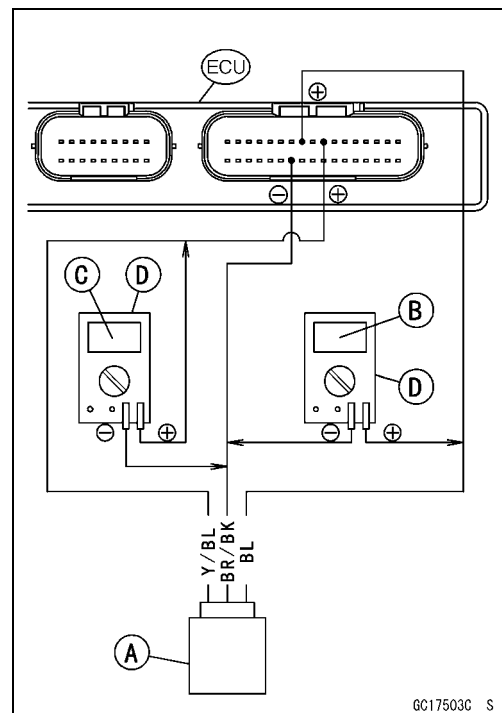 ECU
⊕
⊖ ⊕
C D
B
D
⊖ ⊕
⊖ ⊕
Y/BL
BR/BK
BL
A
GC17503C S